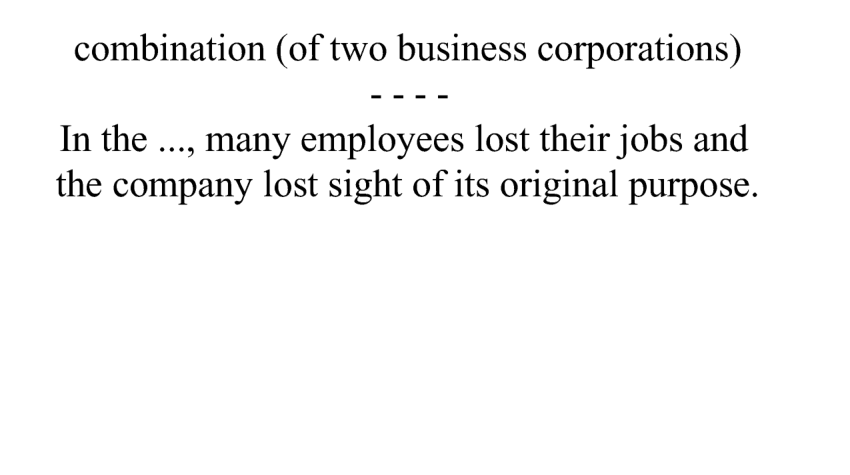 combination (of two business corporations)
- - - -
In the ..., many employees lost their jobs and
the company lost sight of its original purpose.